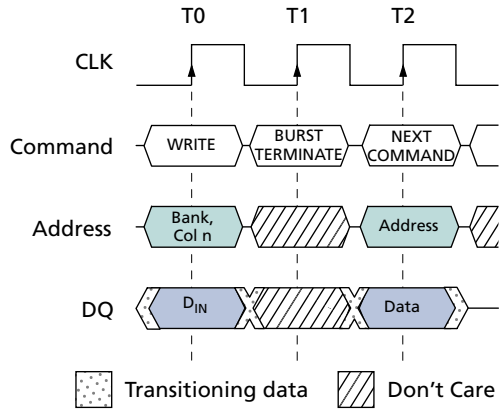 T0 T1 T2
CLK
Command WRITE BURST TERMINATE NEXT COMMAND
Address Bank, Col n Address
DQ DIN Data
Transitioning data Don't Care